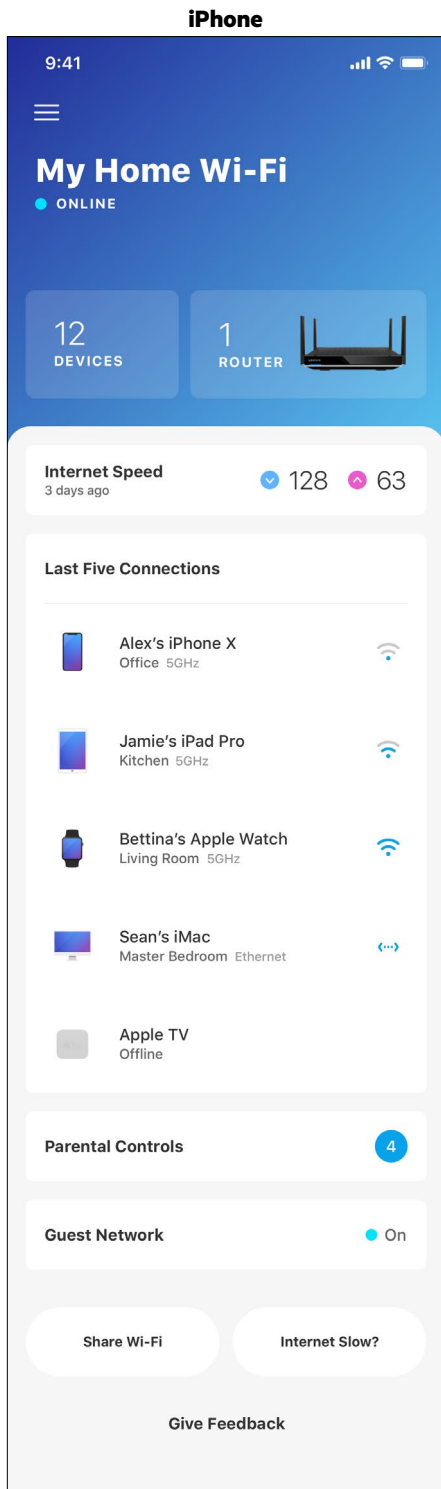 iPhone
9:41
My Home Wi-Fi
ONLINE
12
DEVICES
1
ROUTER
Internet Speed
3 days ago
128 63
Last Five Connections
Alex's iPhone X
Office 5GHz
Jamie's iPad Pro
Kitchen 5GHz
Bettina's Apple Watch
Living Room 5GHz
Sean's iMac
Master Bedroom Ethernet
Apple TV
Offline
Parental Controls 4
Guest Network On
Share Wi-Fi Internet Slow?
Give Feedback